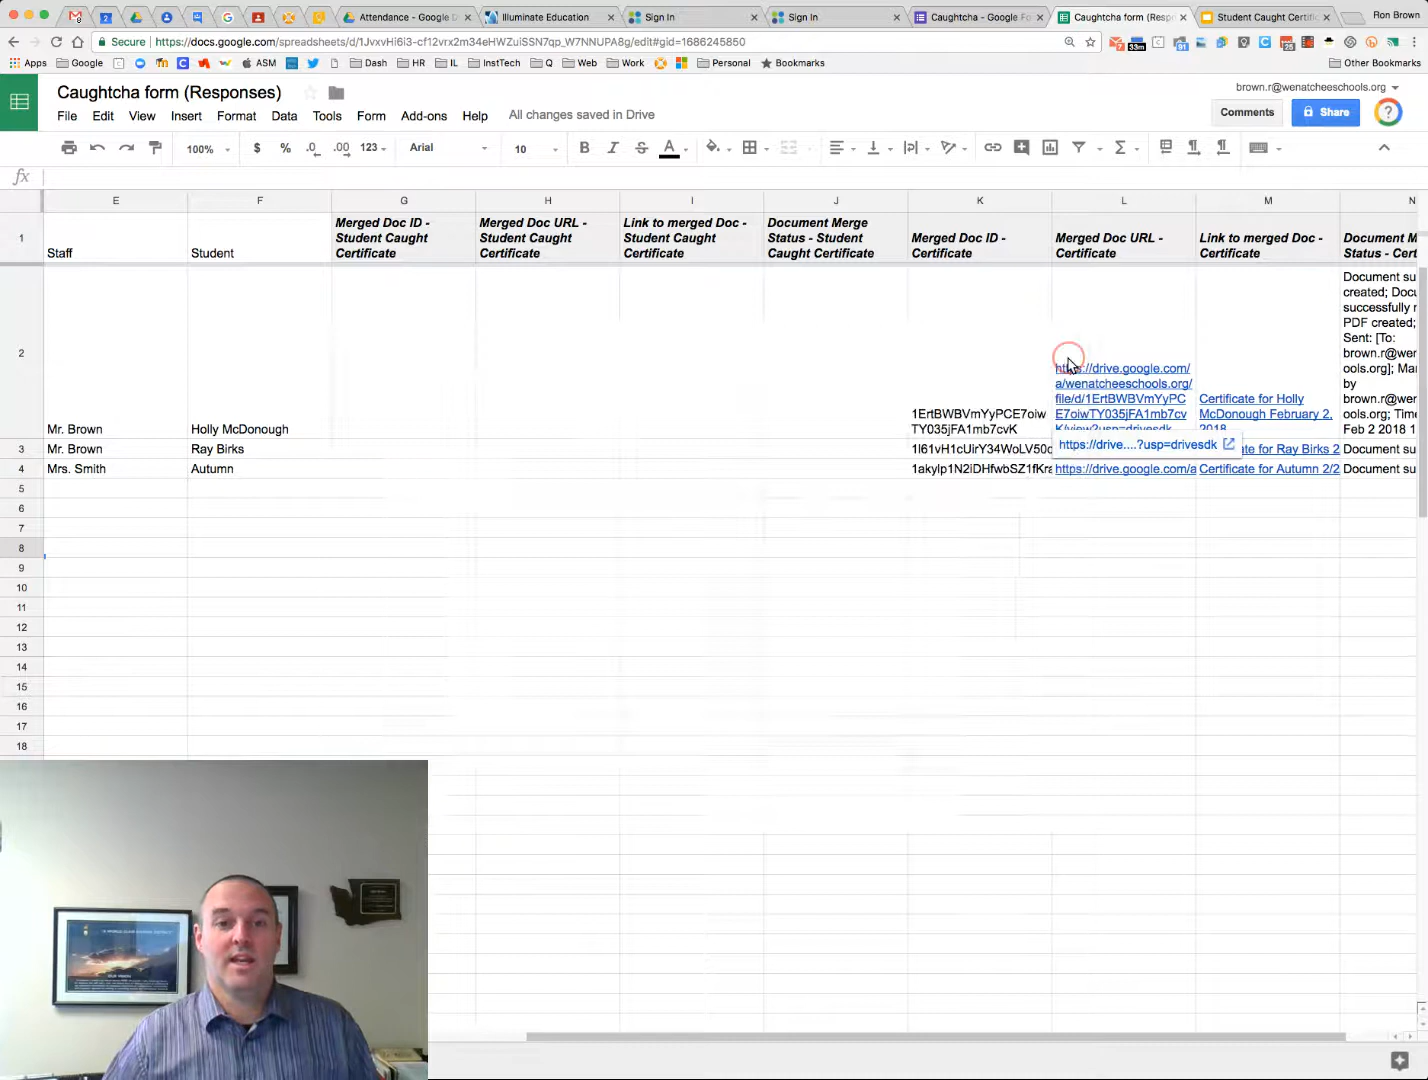 Attendance - Google D
Illuminate Education
Sign In
Sign In
Caughtcha - Google Fo
Caughtcha form (Respo
Student Caught Certific
Ron Brown
Secure
https://docs.google.com/spreadsheets/d/1JvxvHi6i3-cf12vrx2m34eHWZuiSSN7qp_W7NNUPA8g/edit#gid=1686245850
33m
Apps
Google
ASM
Dash
HR
IL
InstTech
Q
Web
Work
Personal
Bookmarks
Other Bookmarks
Caughtcha form (Responses)
brown.r@wenatcheeschools.org
File Edit View Insert Format Data Tools Form Add-ons Help
All changes saved in Drive
Comments
Share
100%
$ % .0 .00 123
Arial
10
fx
E F G H I J K L M N
1
Staff
Student
Merged Doc ID -
Student Caught
Certificate
Merged Doc URL -
Student Caught
Certificate
Link to merged Doc -
Student Caught
Certificate
Document Merge
Status - Student
Caught Certificate
Merged Doc ID -
Certificate
Merged Doc URL -
Certificate
Link to merged Doc -
Certificate
Document M
Status - Cert
2
Mr. Brown
Holly McDonough
1ErtBWBVmYyPCE7oiw
TY035jFA1mb7cvK
https://drive.google.com/
a/wenatcheeschools.org/
file/d/1ErtBWBVmYyPC
E7oiwTY035jFA1mb7cv
K/view?usp=drivesdk
Certificate for Holly
McDonough February 2,
2018
Document su
created; Docu
successfully m
PDF created;
Sent: [To:
brown.r@wen
ools.org]; Man
by
brown.r@wen
ools.org; Time
Feb 2 2018 1
https://drive....?usp=drivesdk
3
Mr. Brown
Ray Birks
1l61vH1cUirY34WoLV50c
te for Ray Birks 2
Document su
4
Mrs. Smith
Autumn
1akylp1N2iDHfwbSZ1fKra
https://drive.google.com/a
Certificate for Autumn 2/2
Document su
5
6
7
8
9
10
11
12
13
14
15
16
17
18